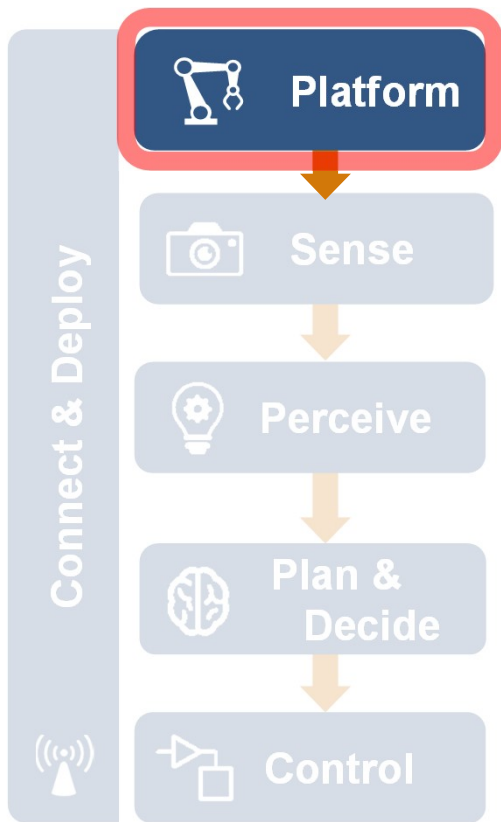 Platform
Sense
Perceive
Plan &
Decide
Control
Connect & Deploy